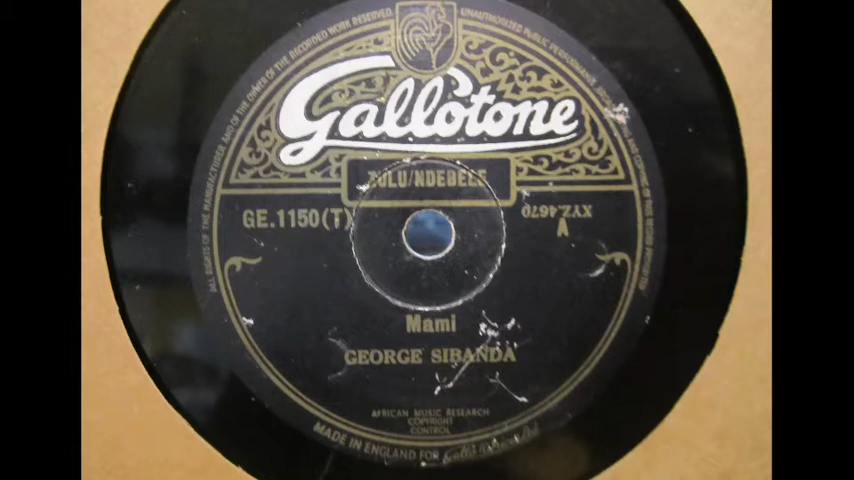 ALL RIGHTS OF THE MANUFACTURER AND OF THE OWNER OF THE RECORDED WORK RESERVED
UNAUTHORIZED PUBLIC PERFORMANCE
Gallotone
ZULU/NDEBELE
GE.1150(T)
XYZ.4670
A
Mami
GEORGE SIBANDA
AFRICAN MUSIC RESEARCH
COPYRIGHT
CONTROL
MADE IN ENGLAND FOR